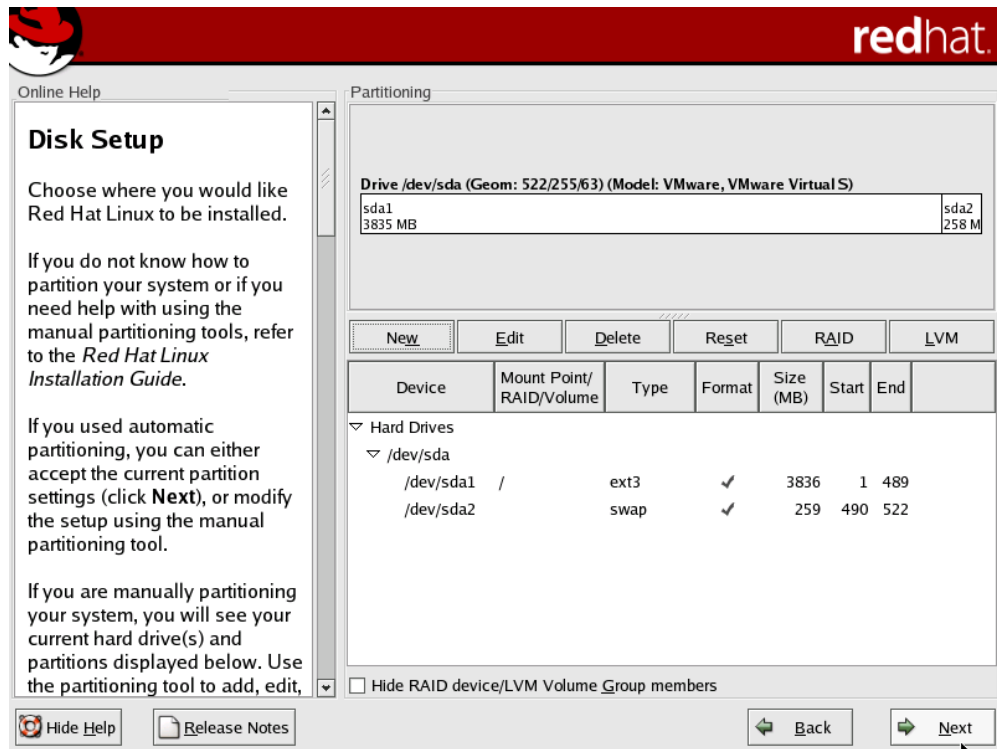 redhat.
Online Help
Disk Setup
Choose where you would like
Red Hat Linux to be installed.
If you do not know how to
partition your system or if you
need help with using the
manual partitioning tools, refer
to the Red Hat Linux
Installation Guide.
If you used automatic
partitioning, you can either
accept the current partition
settings (click Next), or modify
the setup using the manual
partitioning tool.
If you are manually partitioning
your system, you will see your
current hard drive(s) and
partitions displayed below. Use
the partitioning tool to add, edit,
Partitioning
Drive /dev/sda (Geom: 522/255/63) (Model: VMware, VMware Virtual S)
sda1 sda2
3835 MB 258 M
New Edit Delete Reset RAID LVM
Device Mount Point/ RAID/Volume Type Format Size (MB) Start End
Hard Drives
/dev/sda
/dev/sda1 / ext3 3836 1 489
/dev/sda2 swap 259 490 522
Hide RAID device/LVM Volume Group members
Hide Help Release Notes Back Next